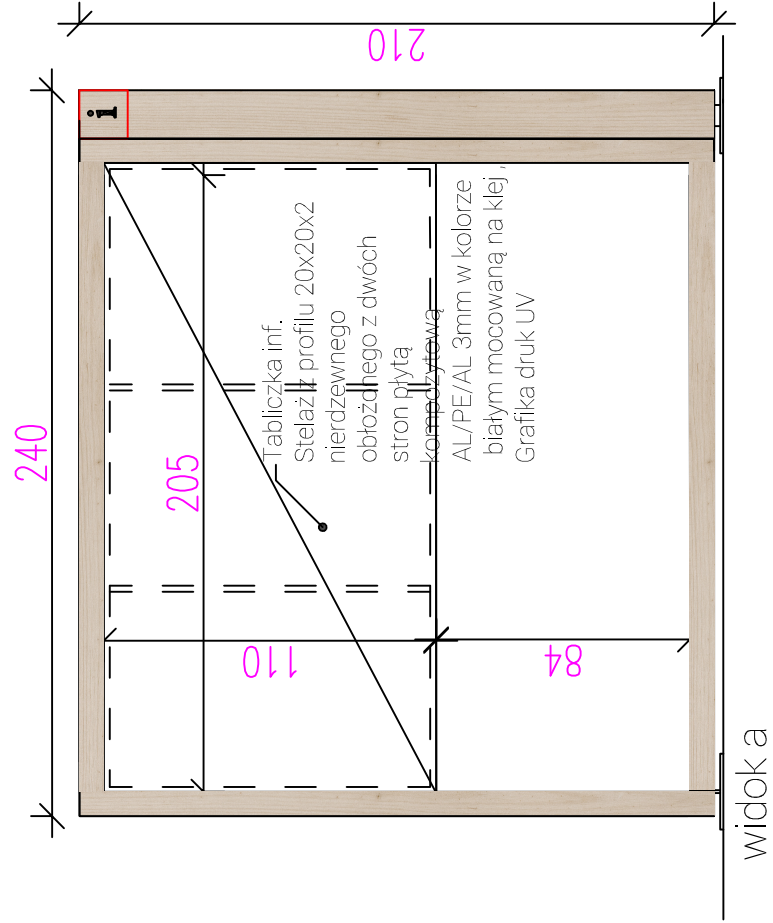 240
210
i
205
Tabliczka inf.
Stelaż z profilu 20x20x2
nierdzewnego
obłożonego z dwóch
stron płytą
kompozytową
AL/PE/AL 3mm w kolorze
białym mocowaną na klej ,
Grafika druk UV
110
84
widok a